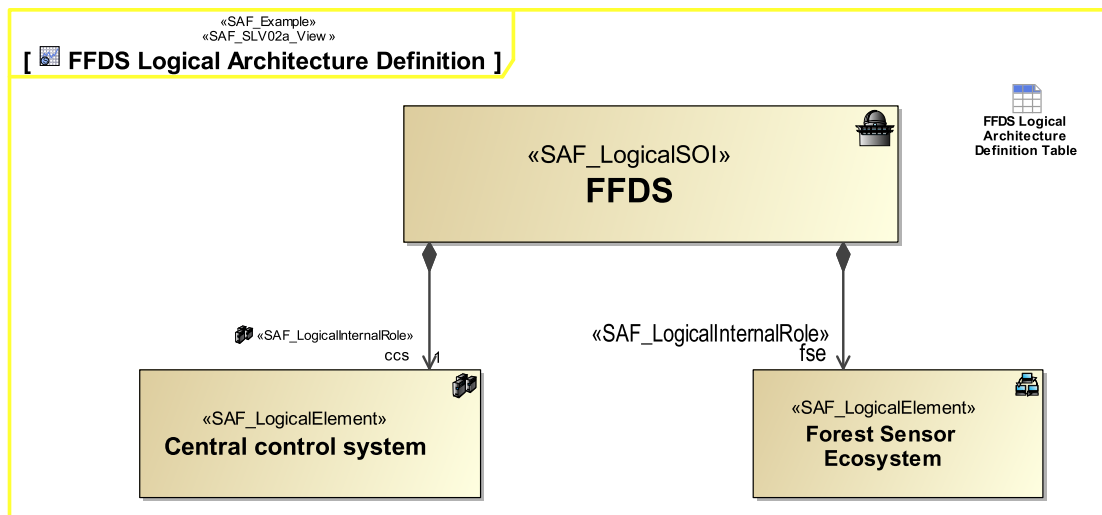 «SAF_Example»
«SAF_SLV02a_View »
[ FFDS Logical Architecture Definition ]
FFDS Logical
Architecture
Definition Table
«SAF_LogicalSOI»
FFDS
«SAF_LogicalInternalRole»
ccs 1
«SAF_LogicalInternalRole»
fse
«SAF_LogicalElement»
Central control system
«SAF_LogicalElement»
Forest Sensor
Ecosystem